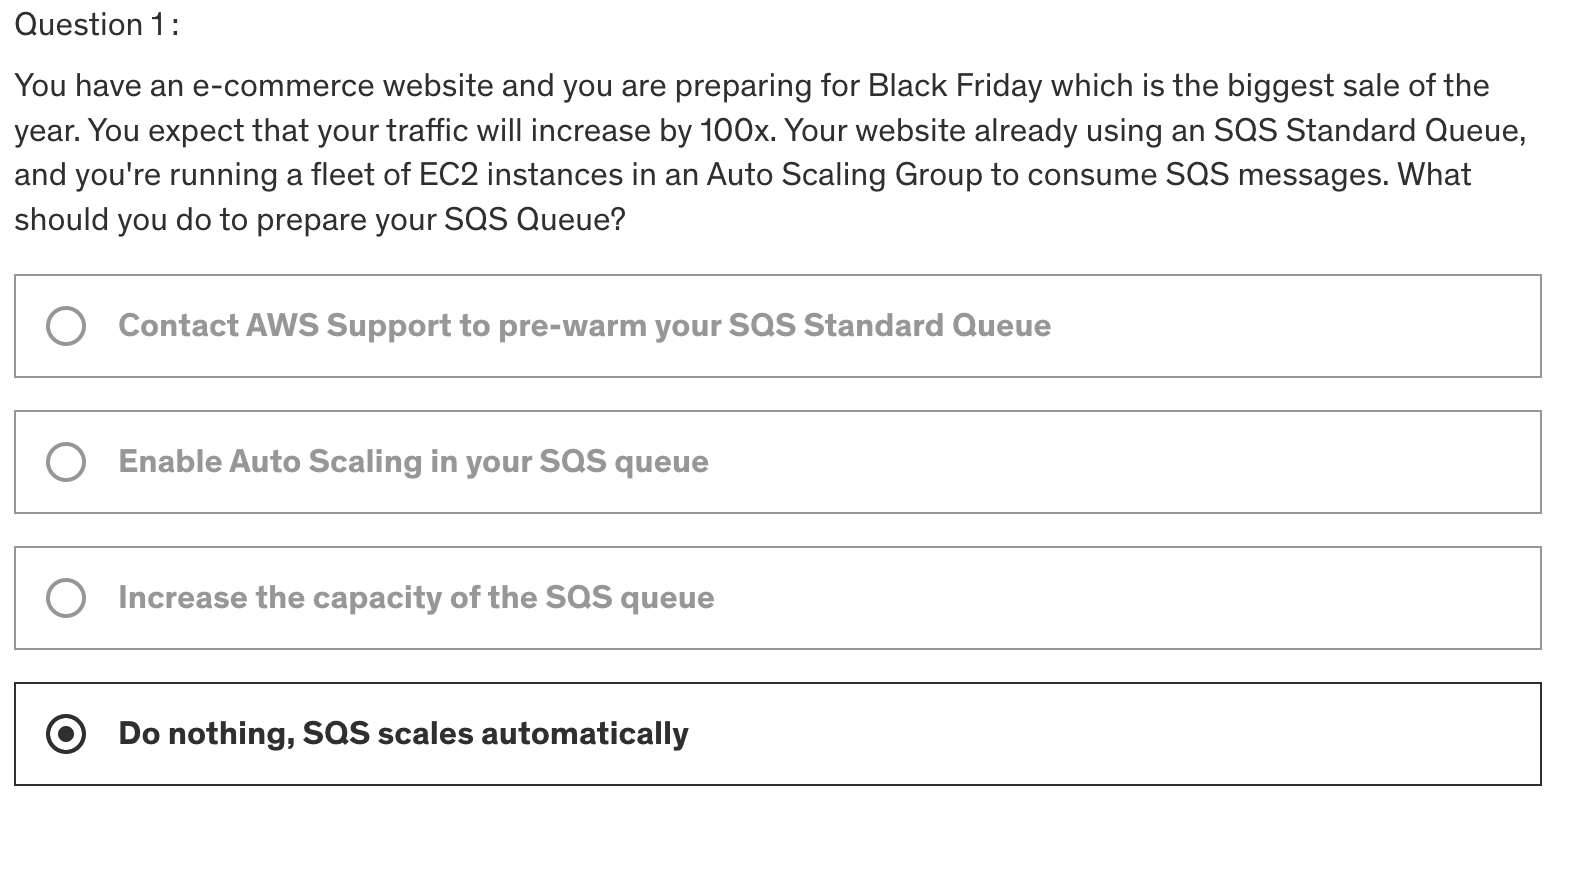 Question 1:
You have an e-commerce website and you are preparing for Black Friday which is the biggest sale of the
year. You expect that your traffic will increase by 100x. Your website already using an SQS Standard Queue,
and you're running a fleet of EC2 instances in an Auto Scaling Group to consume SQS messages. What
should you do to prepare your SQS Queue?
Contact AWS Support to pre-warm your SQS Standard Queue
Enable Auto Scaling in your SQS queue
Increase the capacity of the SQS queue
Do nothing, SQS scales automatically